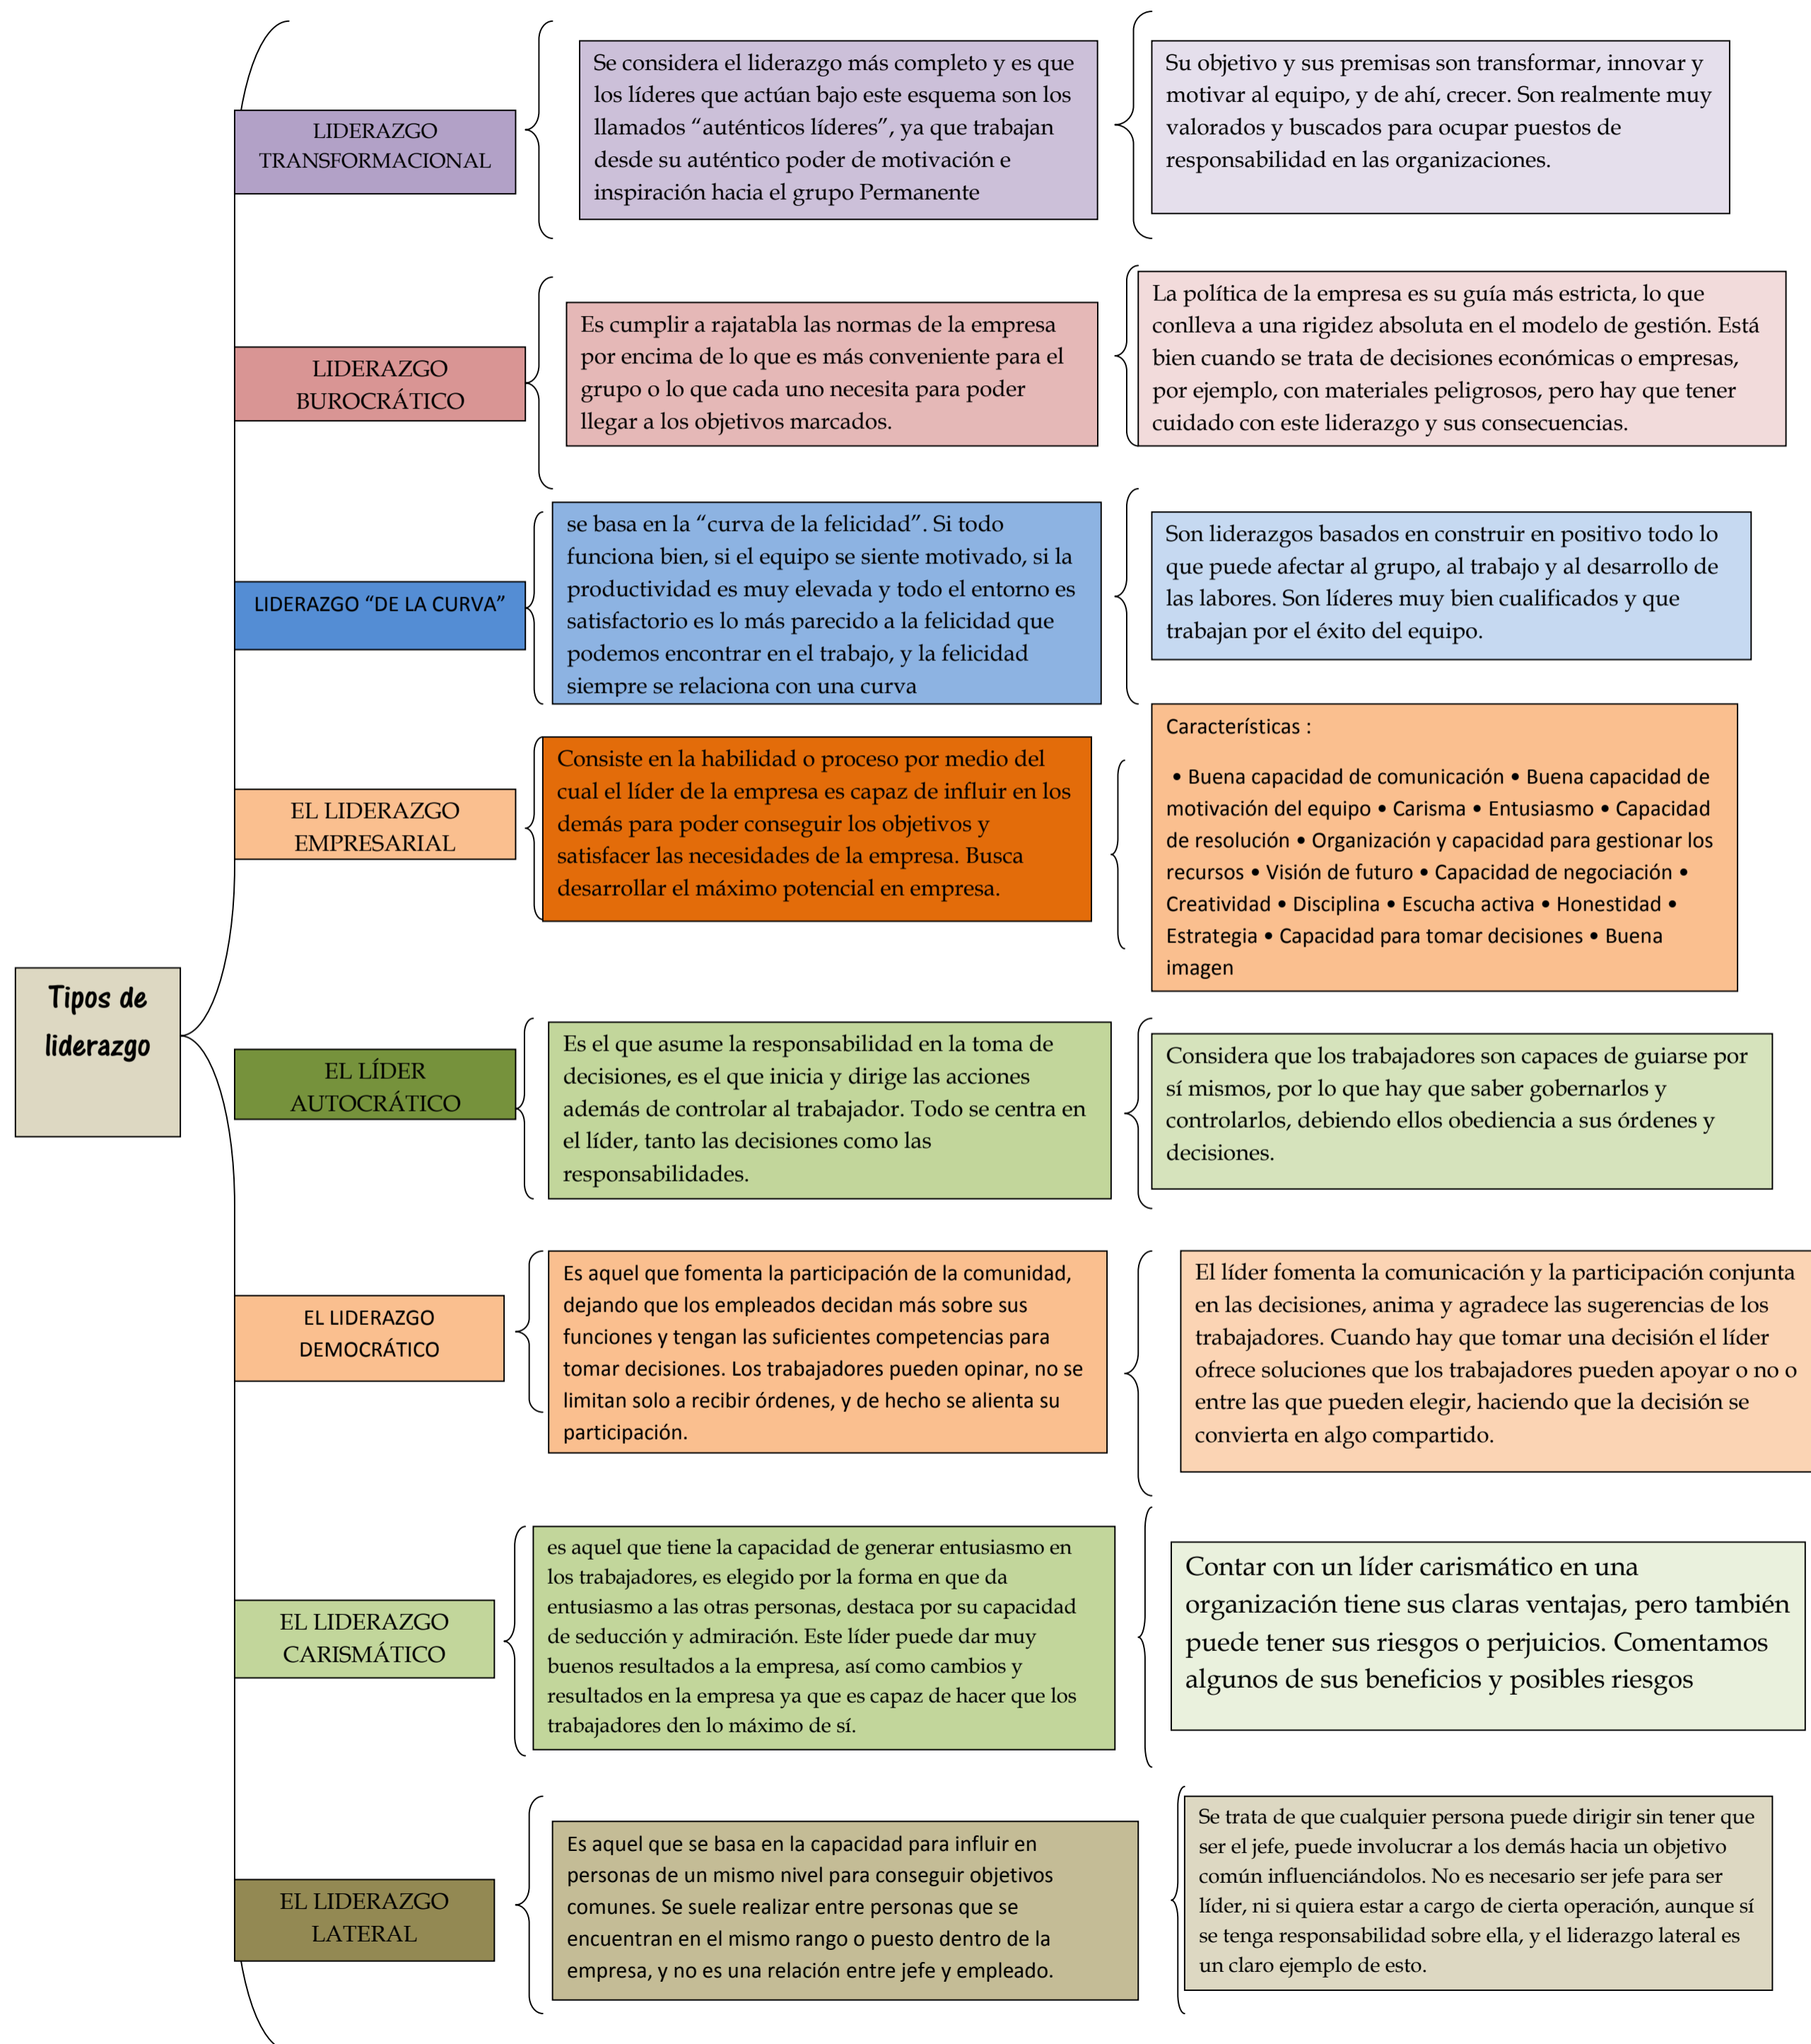 Tipos de
liderazgo
LIDERAZGO
TRANSFORMACIONAL
Se considera el liderazgo más completo y es que
los líderes que actúan bajo este esquema son los
llamados “auténticos líderes”, ya que trabajan
desde su auténtico poder de motivación e
inspiración hacia el grupo Permanente
Su objetivo y sus premisas son transformar, innovar y
motivar al equipo, y de ahí, crecer. Son realmente muy
valorados y buscados para ocupar puestos de
responsabilidad en las organizaciones.
LIDERAZGO
BUROCRÁTICO
Es cumplir a rajatabla las normas de la empresa
por encima de lo que es más conveniente para el
grupo o lo que cada uno necesita para poder
llegar a los objetivos marcados.
La política de la empresa es su guía más estricta, lo que
conlleva a una rigidez absoluta en el modelo de gestión. Está
bien cuando se trata de decisiones económicas o empresas,
por ejemplo, con materiales peligrosos, pero hay que tener
cuidado con este liderazgo y sus consecuencias.
LIDERAZGO “DE LA CURVA”
se basa en la “curva de la felicidad”. Si todo
funciona bien, si el equipo se siente motivado, si la
productividad es muy elevada y todo el entorno es
satisfactorio es lo más parecido a la felicidad que
podemos encontrar en el trabajo, y la felicidad
siempre se relaciona con una curva
Son liderazgos basados en construir en positivo todo lo
que puede afectar al grupo, al trabajo y al desarrollo de
las labores. Son líderes muy bien cualificados y que
trabajan por el éxito del equipo.
EL LIDERAZGO
EMPRESARIAL
Consiste en la habilidad o proceso por medio del
cual el líder de la empresa es capaz de influir en los
demás para poder conseguir los objetivos y
satisfacer las necesidades de la empresa. Busca
desarrollar el máximo potencial en empresa.
Características :
• Buena capacidad de comunicación • Buena capacidad de
motivación del equipo • Carisma • Entusiasmo • Capacidad
de resolución • Organización y capacidad para gestionar los
recursos • Visión de futuro • Capacidad de negociación •
Creatividad • Disciplina • Escucha activa • Honestidad •
Estrategia • Capacidad para tomar decisiones • Buena
imagen
EL LÍDER
AUTOCRÁTICO
Es el que asume la responsabilidad en la toma de
decisiones, es el que inicia y dirige las acciones
además de controlar al trabajador. Todo se centra en
el líder, tanto las decisiones como las
responsabilidades.
Considera que los trabajadores son capaces de guiarse por
sí mismos, por lo que hay que saber gobernarlos y
controlarlos, debiendo ellos obediencia a sus órdenes y
decisiones.
EL LIDERAZGO
DEMOCRÁTICO
Es aquel que fomenta la participación de la comunidad,
dejando que los empleados decidan más sobre sus
funciones y tengan las suficientes competencias para
tomar decisiones. Los trabajadores pueden opinar, no se
limitan solo a recibir órdenes, y de hecho se alienta su
participación.
El líder fomenta la comunicación y la participación conjunta
en las decisiones, anima y agradece las sugerencias de los
trabajadores. Cuando hay que tomar una decisión el líder
ofrece soluciones que los trabajadores pueden apoyar o no o
entre las que pueden elegir, haciendo que la decisión se
convierta en algo compartido.
EL LIDERAZGO
CARISMÁTICO
es aquel que tiene la capacidad de generar entusiasmo en
los trabajadores, es elegido por la forma en que da
entusiasmo a las otras personas, destaca por su capacidad
de seducción y admiración. Este líder puede dar muy
buenos resultados a la empresa, así como cambios y
resultados en la empresa ya que es capaz de hacer que los
trabajadores den lo máximo de sí.
Contar con un líder carismático en una
organización tiene sus claras ventajas, pero también
puede tener sus riesgos o perjuicios. Comentamos
algunos de sus beneficios y posibles riesgos
EL LIDERAZGO
LATERAL
Es aquel que se basa en la capacidad para influir en
personas de un mismo nivel para conseguir objetivos
comunes. Se suele realizar entre personas que se
encuentran en el mismo rango o puesto dentro de la
empresa, y no es una relación entre jefe y empleado.
Se trata de que cualquier persona puede dirigir sin tener que
ser el jefe, puede involucrar a los demás hacia un objetivo
común influenciándolos. No es necesario ser jefe para ser
líder, ni si quiera estar a cargo de cierta operación, aunque sí
se tenga responsabilidad sobre ella, y el liderazgo lateral es
un claro ejemplo de esto.